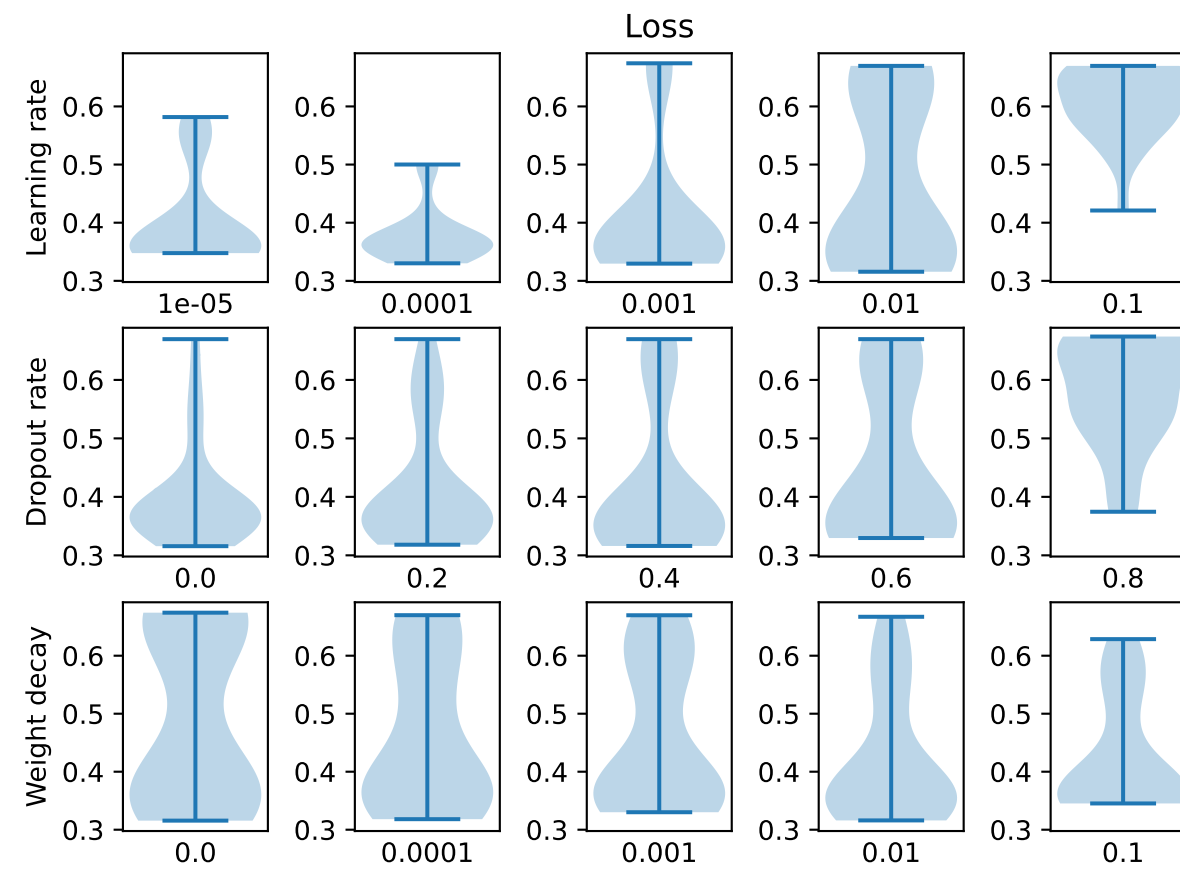 Loss
Learning rate
0.6 0.6 0.6 0.6 0.6
0.5 0.5 0.5 0.5 0.5
0.4 0.4 0.4 0.4 0.4
0.3 0.3 0.3 0.3 0.3
1e-05 0.0001 0.001 0.01 0.1
Dropout rate
0.6 0.6 0.6 0.6 0.6
0.5 0.5 0.5 0.5 0.5
0.4 0.4 0.4 0.4 0.4
0.3 0.3 0.3 0.3 0.3
0.0 0.2 0.4 0.6 0.8
Weight decay
0.6 0.6 0.6 0.6 0.6
0.5 0.5 0.5 0.5 0.5
0.4 0.4 0.4 0.4 0.4
0.3 0.3 0.3 0.3 0.3
0.0 0.0001 0.001 0.01 0.1